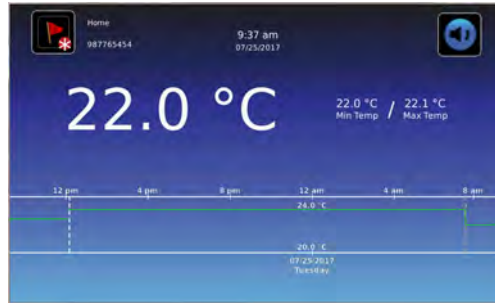 Home
987765454
9:37 am
07/25/2017
22.0 °C
22.0 °C / 22.1 °C
Min Temp Max Temp
12 pm 4 pm 8 pm 12 am 4 am 8 am
24.0 °C
20.0 °C
07/25/2017
Tuesday